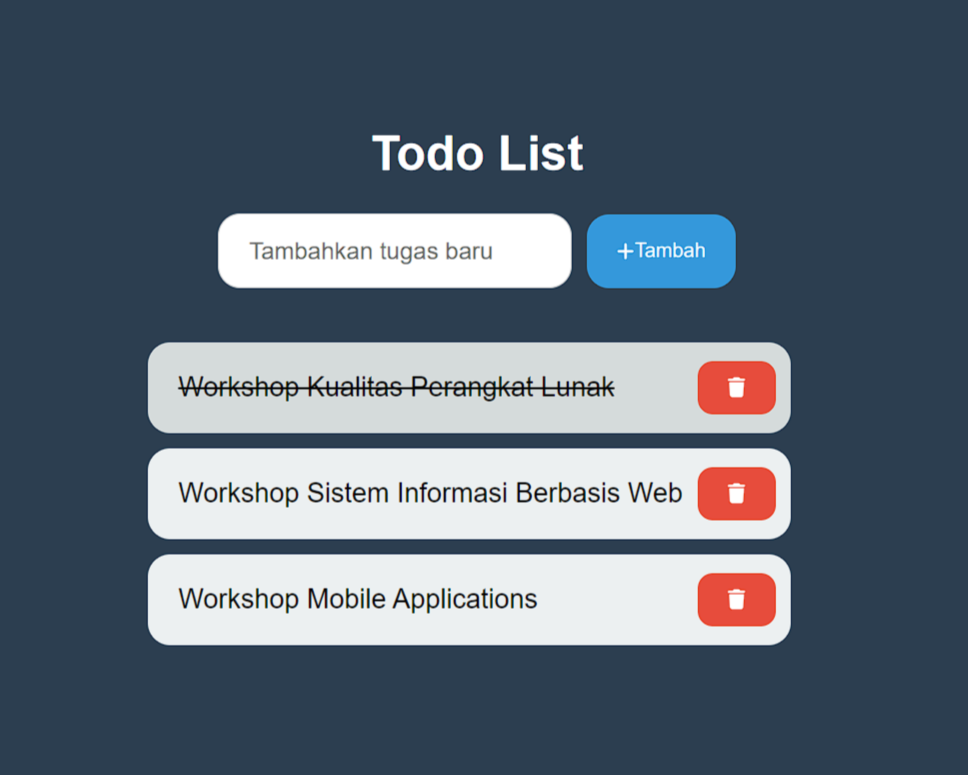 Todo List
Tambahkan tugas baru
+Tambah
Workshop Kualitas Perangkat Lunak
Workshop Sistem Informasi Berbasis Web
Workshop Mobile Applications